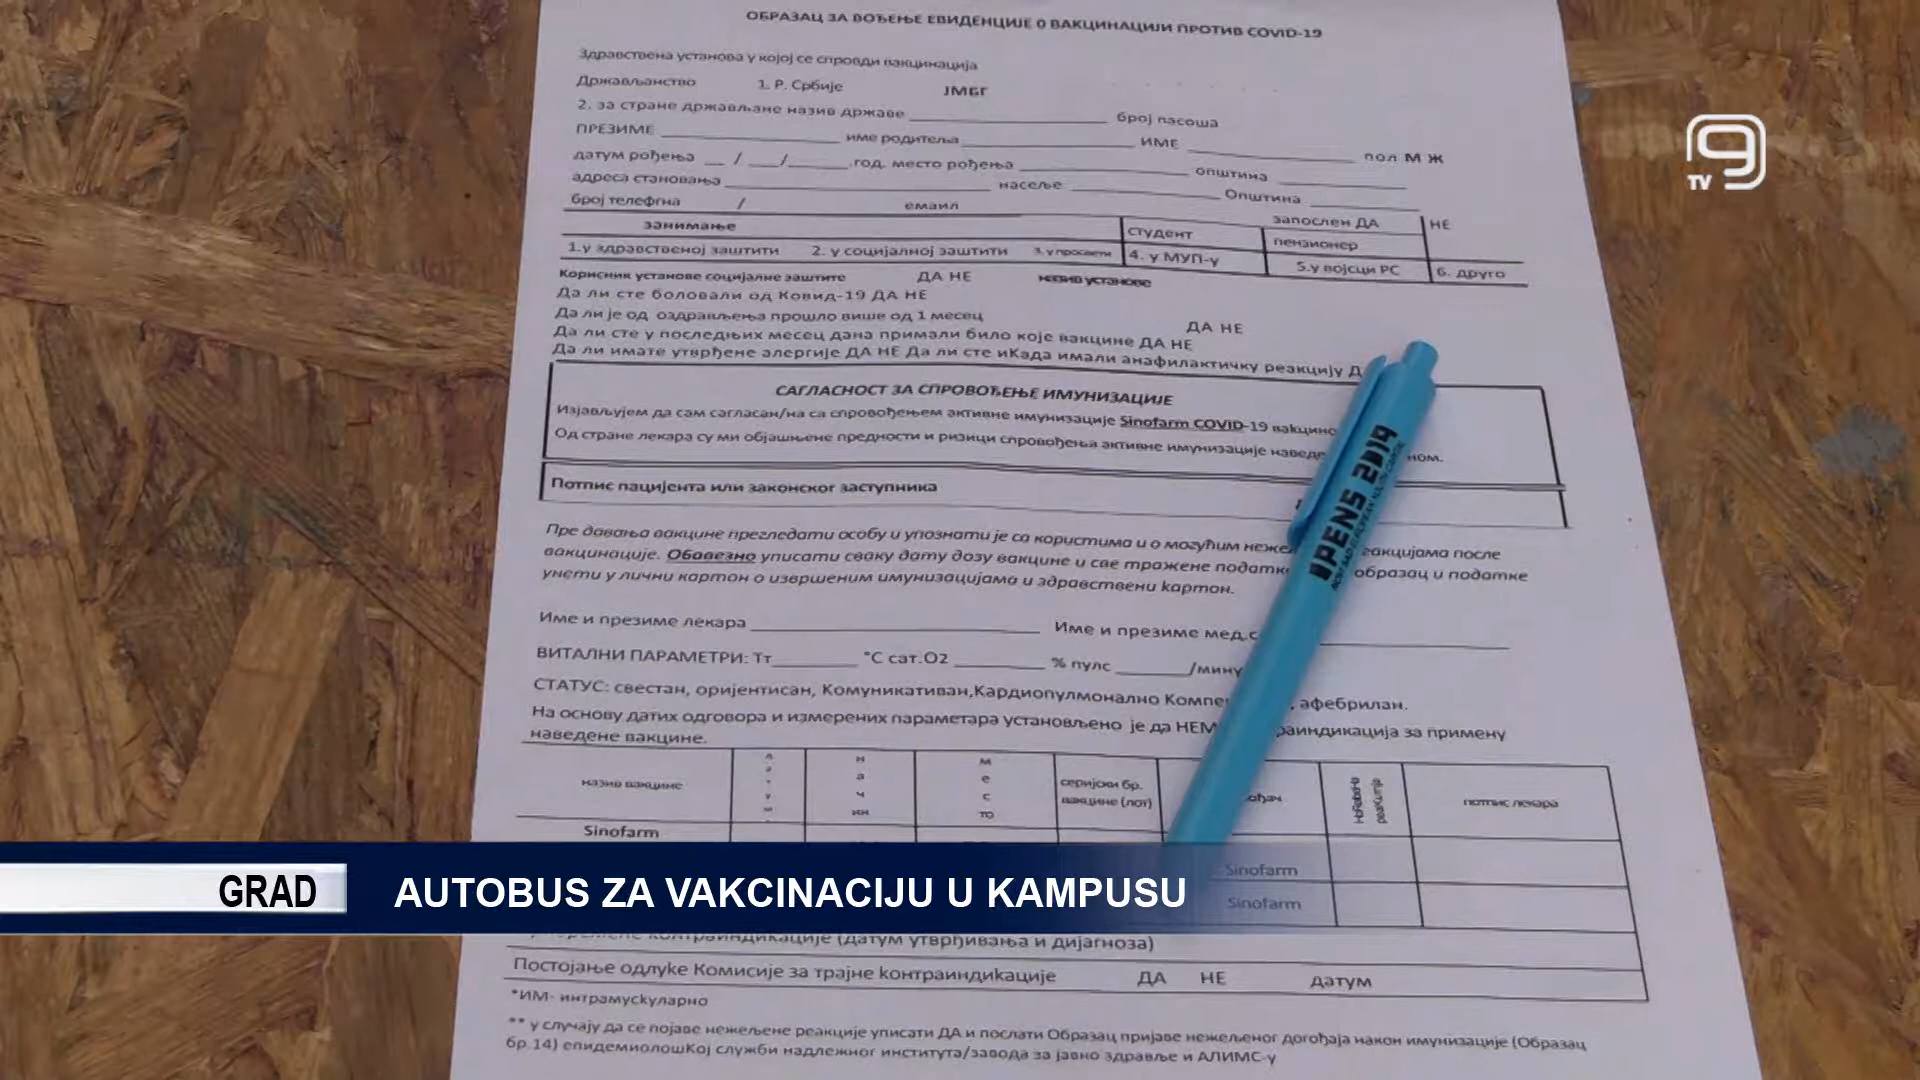 ОБРАЗАЦ ЗА ВОЂЕЊЕ ЕВИДЕНЦИЈЕ О ВАКЦИНАЦИЈИ ПРОТИВ COVID-19
Здравствена установа у којој се спроводи вакцинација
Држављанство 1. Р. Србије ЈМБГ
2. за стране држављане назив државе број пасоша
ПРЕЗИМЕ име родитеља ИМЕ пол М Ж
датум рођења / / год. место рођења општина
адреса становања насеље Општина
број телефона / емаил
занимање студент запослен ДА НЕ
пензионер
1.у здравственој заштити 2. у социјалној заштити 3. у просвети 4. у МУП-у 5.у војсци РС 6. друго
Корисник установе социјалне заштите ДА НЕ назив установе
Да ли сте боловали од Ковид-19 ДА НЕ
Да ли је од оздрављења прошло више од 1 месец ДА НЕ
Да ли сте у последњих месец дана примали било које вакцине ДА НЕ
Да ли имате утврђене алергије ДА НЕ Да ли сте иКада имали анафилактичку реакцију
САГЛАСНОСТ ЗА СПРОВОЂЕЊЕ ИМУНИЗАЦИЈЕ
Изјављујем да сам сагласан/на са спровођењем активне имунизације Sinofarm COVID-19
Од стране лекара су ми објашњене предности и ризици спровођења активне имунизације
Потпис пацијента или законског заступника
Пре давања вакцине прегледати особу и упознати је са користима и о могућим после
вакцинације. Обавезно уписати сваку дату дозу вакцине и све тражене образац и податке
унети у лични картон о извршеним имунизацијама и здравствени картон.
Име и презиме лекара Име и презиме
ВИТАЛНИ ПАРАМЕТРИ: Тт °C сат.О2 % пулс
СТАТУС: свестан, оријентисан, Комуникативан,Кардиопулмонално афебрилан.
На основу датих одговора и измерених параметара установљено је да за примену
наведене вакцине.
назив вакцине начин место серијски бр. вакцине (лот) потпис лекара
Sinofarm
Sinofarm
Sinofarm
контраиндикације (датум утврђивања и дијагноза)
Постојање одлуке Комисије за трајне контраиндикације ДА НЕ датум
*ИМ- интрамускуларно
** у случају да се појаве нежељене реакције уписати ДА и послати Образац пријаве нежељеног догођаја након имунизације (Образац
бр.14) епидемиолошКој служби надлежног института/завода за јавно здравље и АЛИМС-у
OPENS 2019
NOVI SAD EUROPEAN YOUTH CAPITAL
9
TV
GRAD AUTOBUS ZA VAKCINACIJU U KAMPUSU